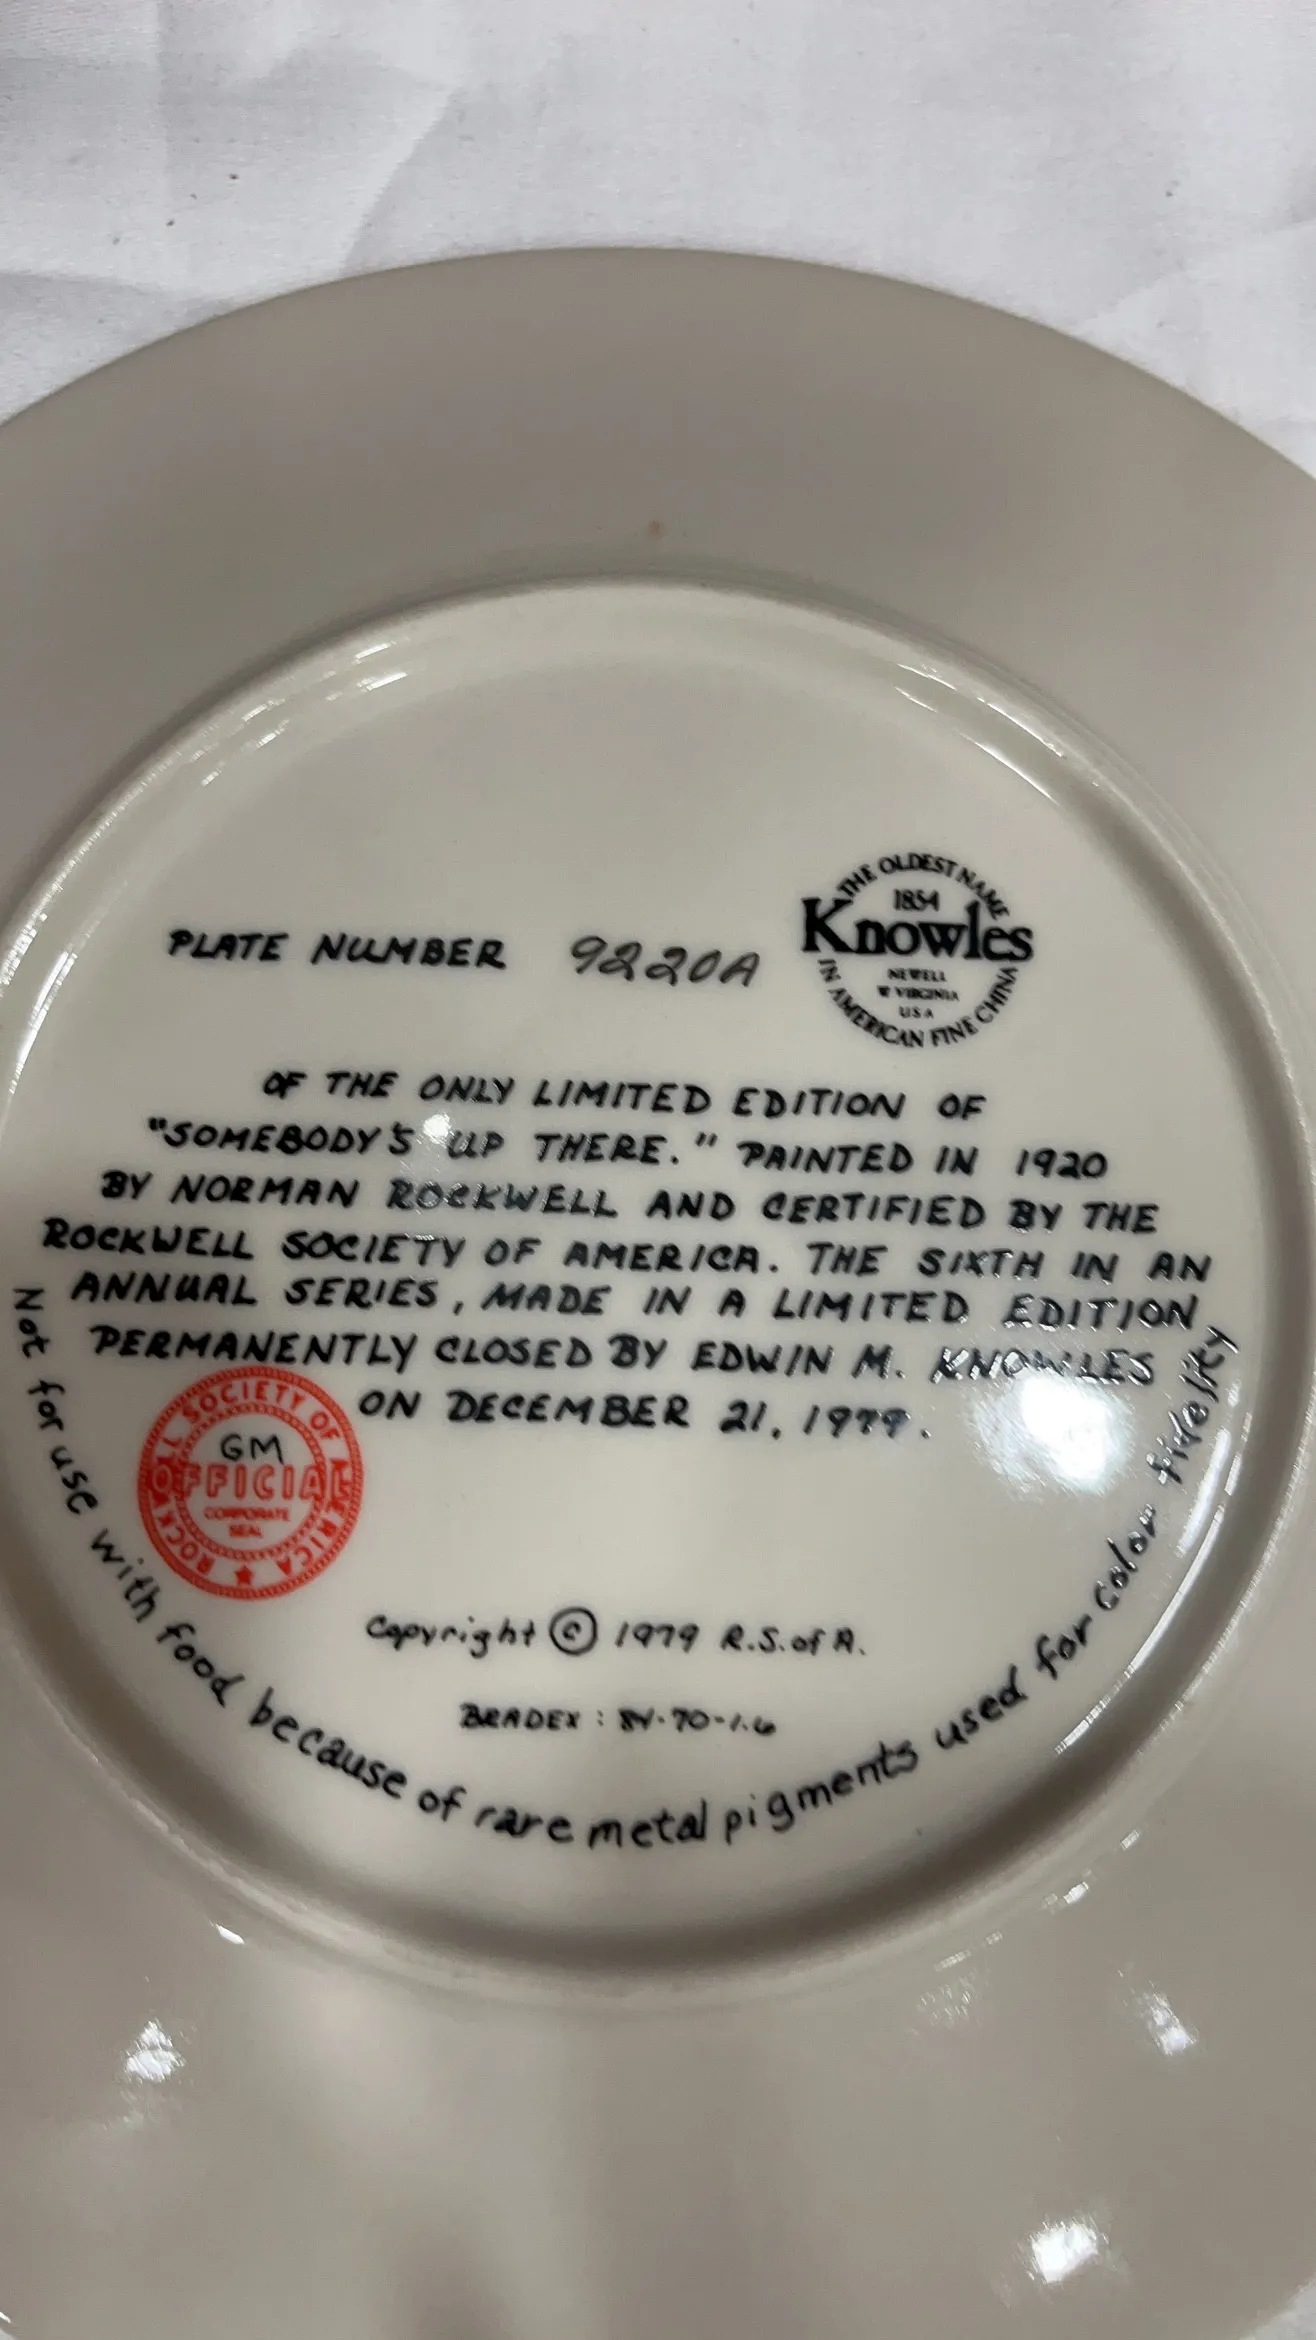 THE OLDEST NAME
1854
Knowles
NEWELL
W VIRGINIA
USA
IN AMERICAN FINE CHINA
PLATE NUMBER 9220A
OF THE ONLY LIMITED EDITION OF
"SOMEBODY'S UP THERE." PAINTED IN 1920
BY NORMAN ROCKWELL AND CERTIFIED BY THE
ROCKWELL SOCIETY OF AMERICA. THE SIXTH IN AN
ANNUAL SERIES, MADE IN A LIMITED EDITION
PERMANENTLY CLOSED BY EDWIN M. KNOWLES
ON DECEMBER 21, 1979.
ROCKWELL SOCIETY OF AMERICA
GM
OFFICIAL
CORPORATE
SEAL
Copyright © 1979 R.S.of A.
BRADEX: 84-70-1.6
Not for use with food because of rare metal pigments used for color fidelity